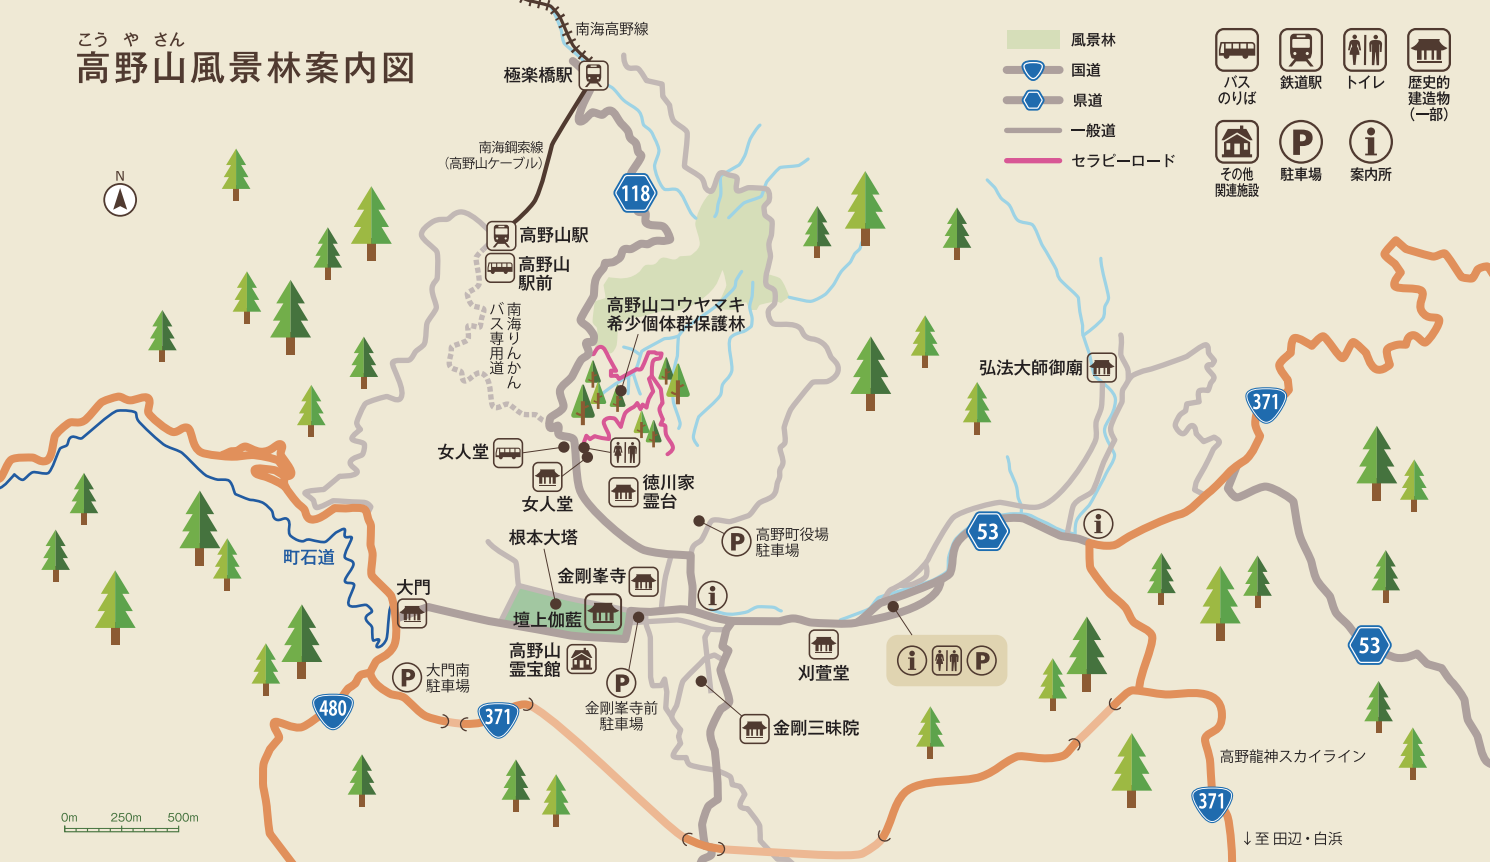 こうやさん
高野山風景林案内図
N
南海高野線
極楽橋駅
南海鋼索線
（高野山ケーブル）
118
高野山駅
高野山
駅前
南海りんかん
バス専用道
高野山コウヤマキ
希少個体群保護林
風景林
国道
県道
一般道
セラピーロード
バス
のりば
鉄道駅
トイレ
歴史的
建造物
（一部）
その他
関連施設
P
駐車場
i
案内所
弘法大師御廟
371
女人堂
女人堂
徳川家
霊台
根本大塔
P
高野町役場
駐車場
53
i
町石道
大門
金剛峯寺
i
壇上伽藍
高野山
霊宝館
刈萱堂
i
P
53
P
大門南
駐車場
P
金剛峯寺前
駐車場
480
371
金剛三昧院
高野龍神スカイライン
371
↓至 田辺・白浜
0m 250m 500m